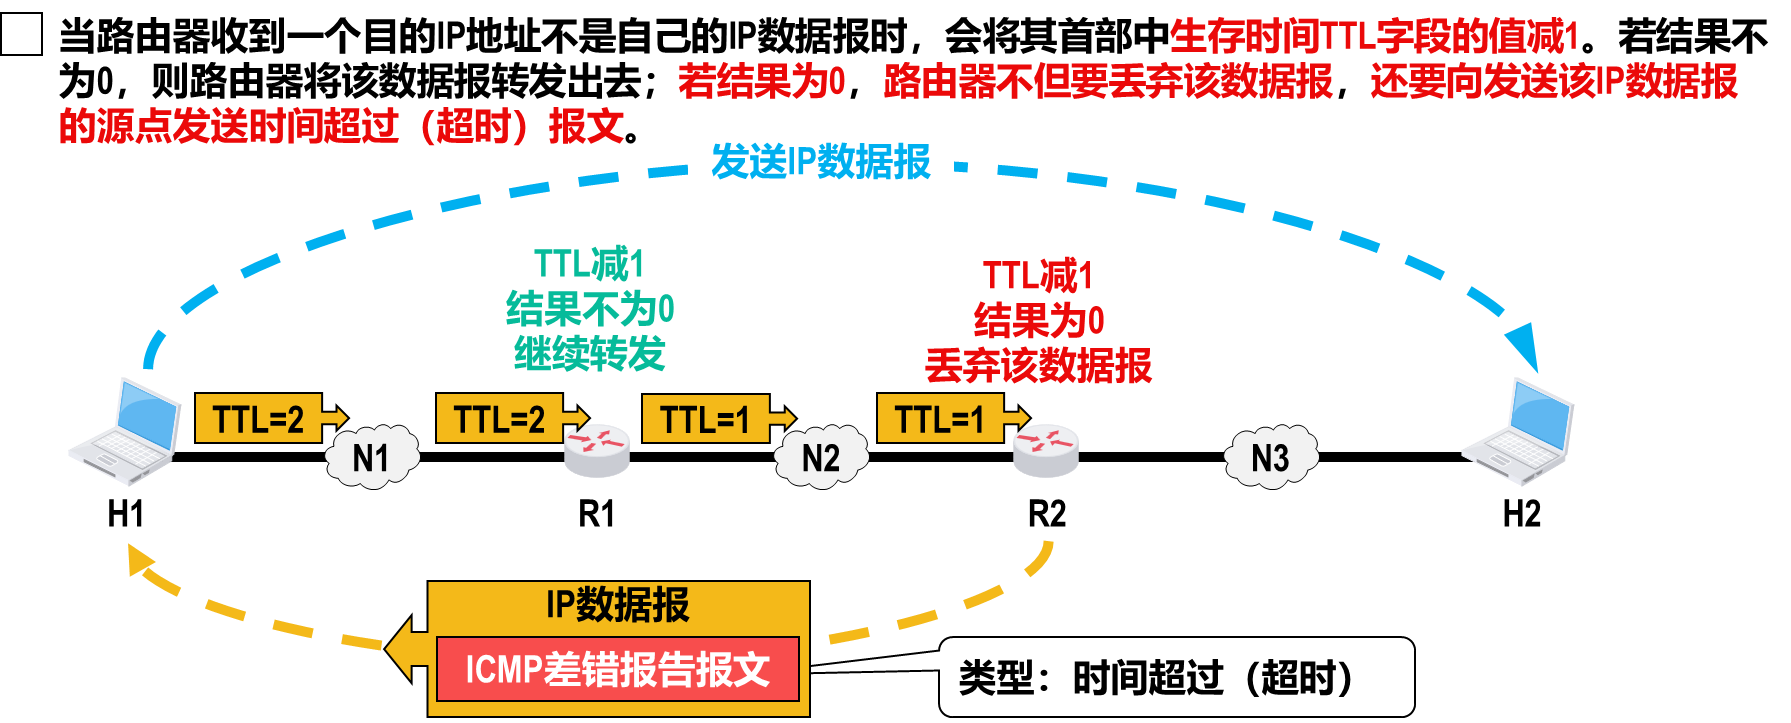 当路由器收到一个目的IP地址不是自己的IP数据报时，会将其首部中生存时间TTL字段的值减1。若结果不
为0，则路由器将该数据报转发出去；若结果为0，路由器不但要丢弃该数据报，还要向发送该IP数据报
的源点发送时间超过（超时）报文。
发送IP数据报
TTL减1
结果不为0
继续转发
TTL减1
结果为0
丢弃该数据报
TTL=2
TTL=2
TTL=1
TTL=1
N1
N2
N3
H1
R1
R2
H2
IP数据报
ICMP差错报告报文
类型：时间超过（超时）